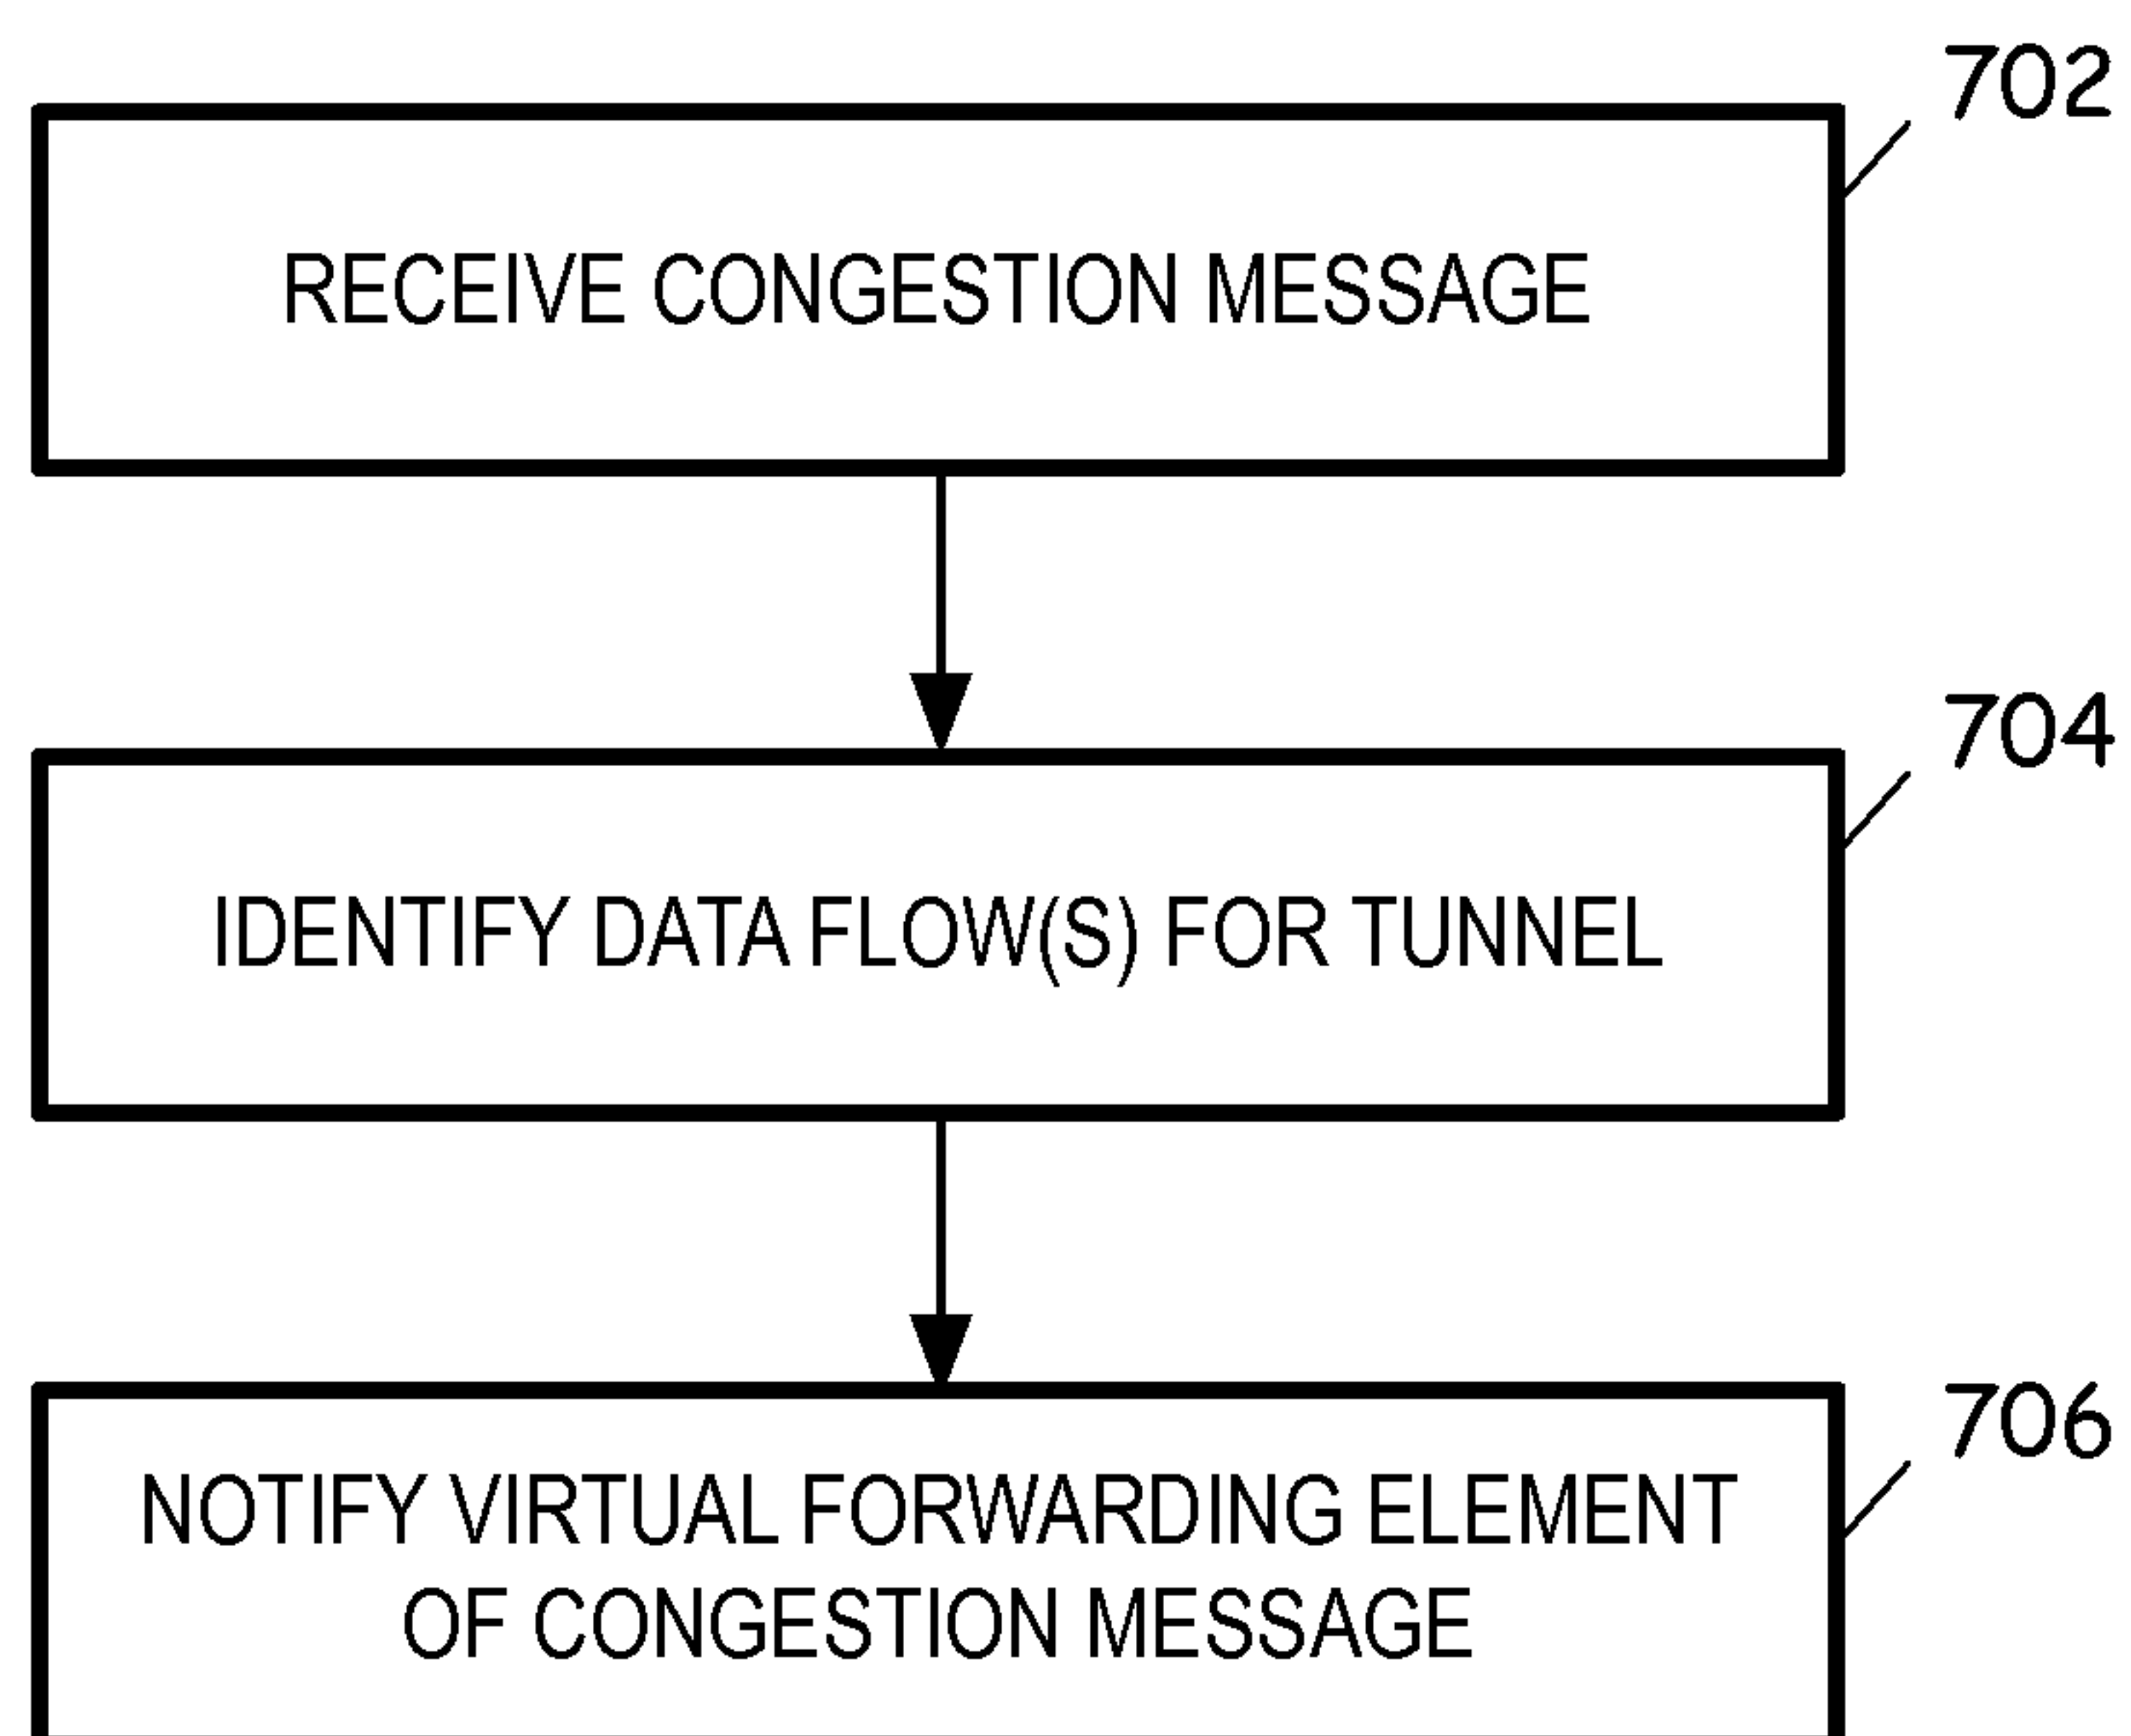 702
RECEIVE CONGESTION MESSAGE
704
IDENTIFY DATA FLOW(S) FOR TUNNEL
706
NOTIFY VIRTUAL FORWARDING ELEMENT
OF CONGESTION MESSAGE